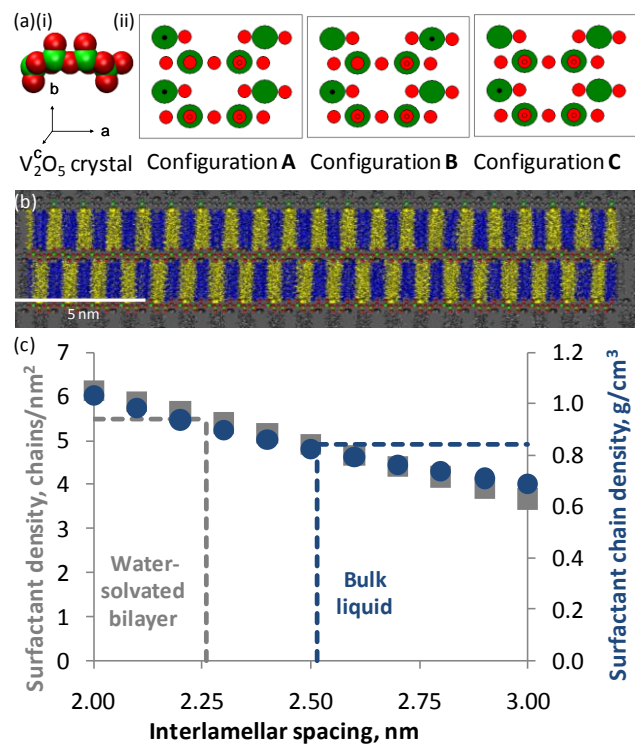 (a)(i)
(ii)
b
a
c
V2O5 crystal
Configuration A
Configuration B
Configuration C
(b)
5 nm
(c)
Surfactant density, chains/nm²
7
6
5
4
3
2
1
0
Water-
solvated
bilayer
Bulk
liquid
1.2
1.0
0.8
0.6
0.4
0.2
0.0
Surfactant chain density, g/cm³
2.00 2.25 2.50 2.75 3.00
Interlamellar spacing, nm